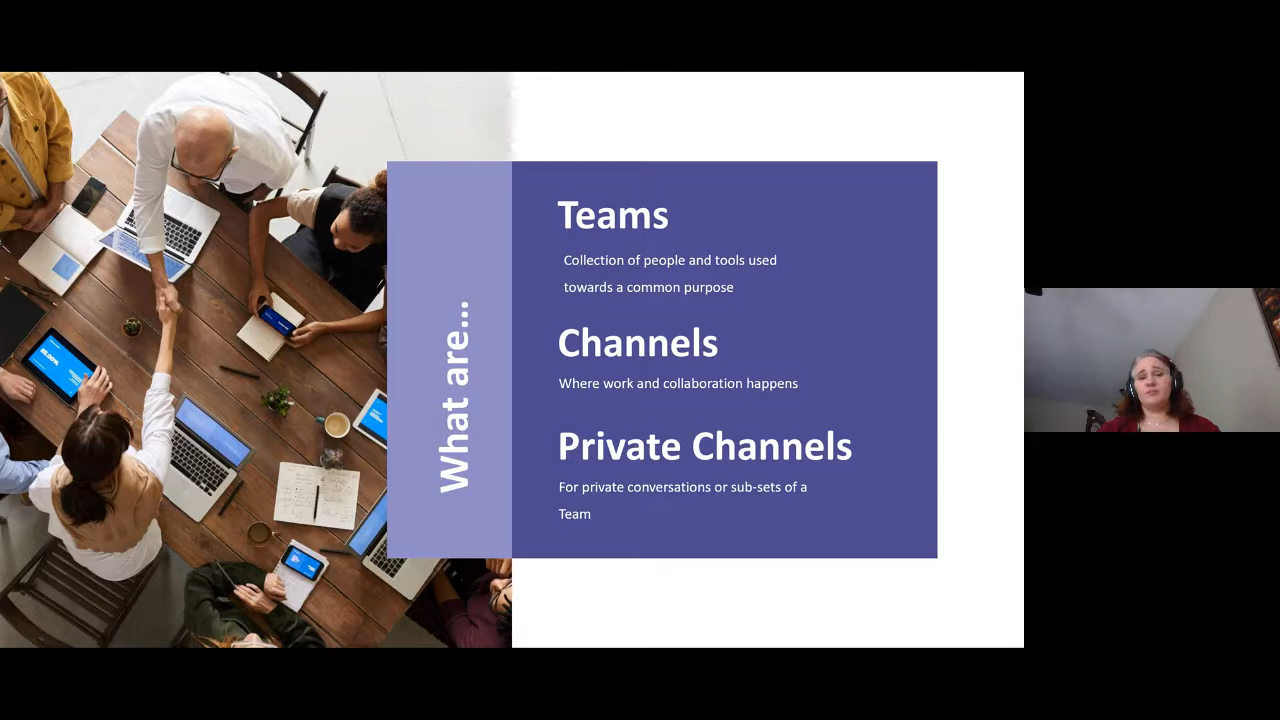 What are...
Teams
Collection of people and tools used
towards a common purpose
Channels
Where work and collaboration happens
Private Channels
For private conversations or sub-sets of a
Team